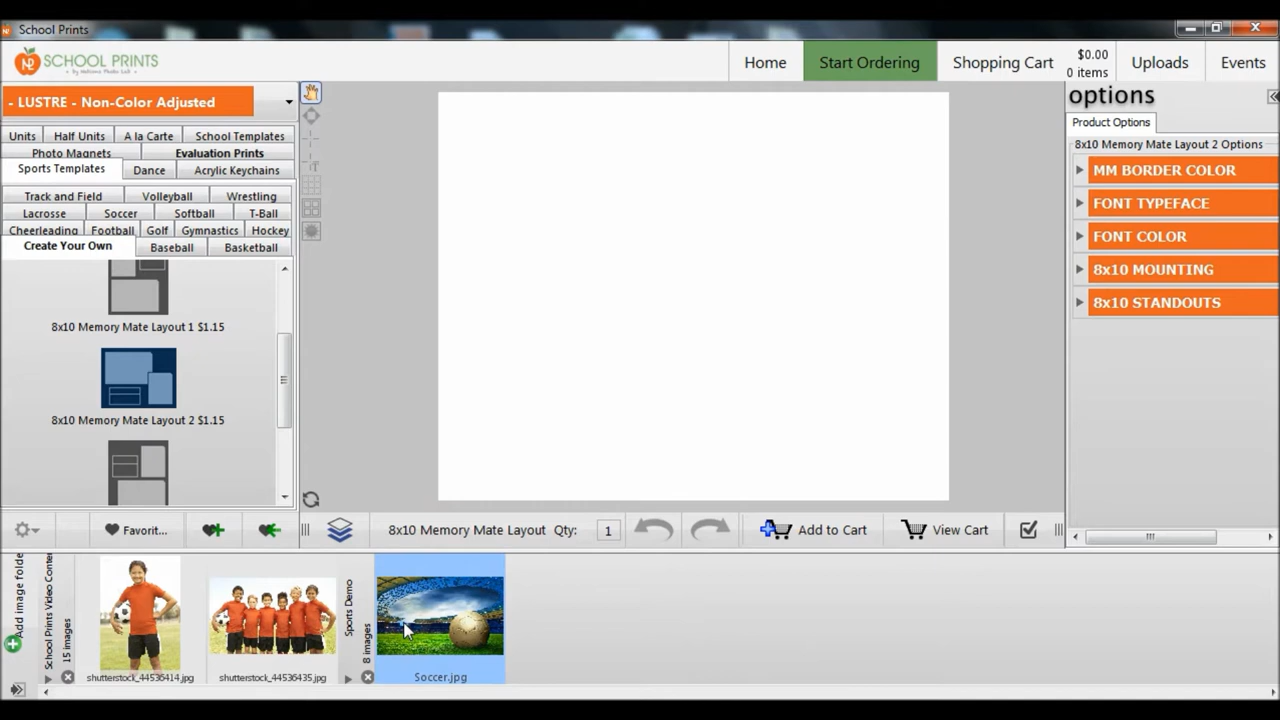 School Prints
SCHOOL PRINTS
by Nations Photo Lab
Home
Start Ordering
Shopping Cart
$0.00
0 items
Uploads
Events
- LUSTRE - Non-Color Adjusted
Units
Half Units
A la Carte
School Templates
Photo Magnets
Evaluation Prints
Sports Templates
Dance
Acrylic Keychains
Track and Field
Volleyball
Wrestling
Lacrosse
Soccer
Softball
T-Ball
Cheerleading
Football
Golf
Gymnastics
Hockey
Create Your Own
Baseball
Basketball
8x10 Memory Mate Layout 1 $1.15
8x10 Memory Mate Layout 2 $1.15
options
Product Options
8x10 Memory Mate Layout 2 Options
MM BORDER COLOR
FONT TYPEFACE
FONT COLOR
8x10 MOUNTING
8x10 STANDOUTS
Favorit...
8x10 Memory Mate Layout
Qty:
1
Add to Cart
View Cart
Add image folde
School Prints Video Conten
15 images
shutterstock_44536414.jpg
shutterstock_44536435.jpg
Sports Demo
8 images
Soccer.jpg